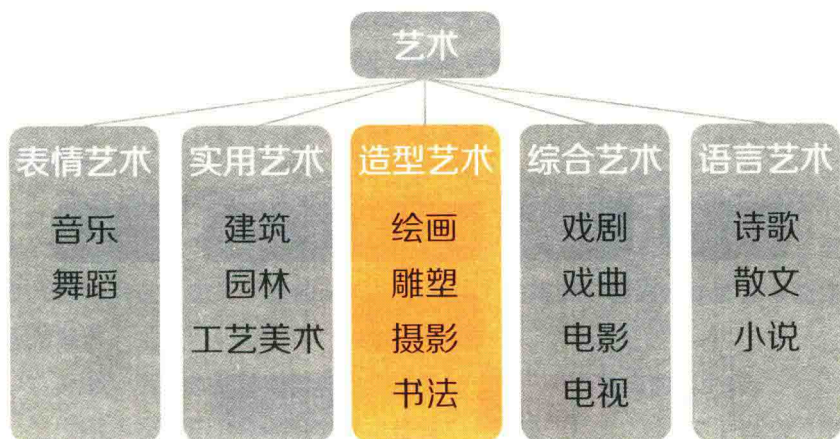 艺术
表情艺术
音乐
舞蹈
实用艺术
建筑
园林
工艺美术
造型艺术
绘画
雕塑
摄影
书法
综合艺术
戏剧
戏曲
电影
电视
语言艺术
诗歌
散文
小说